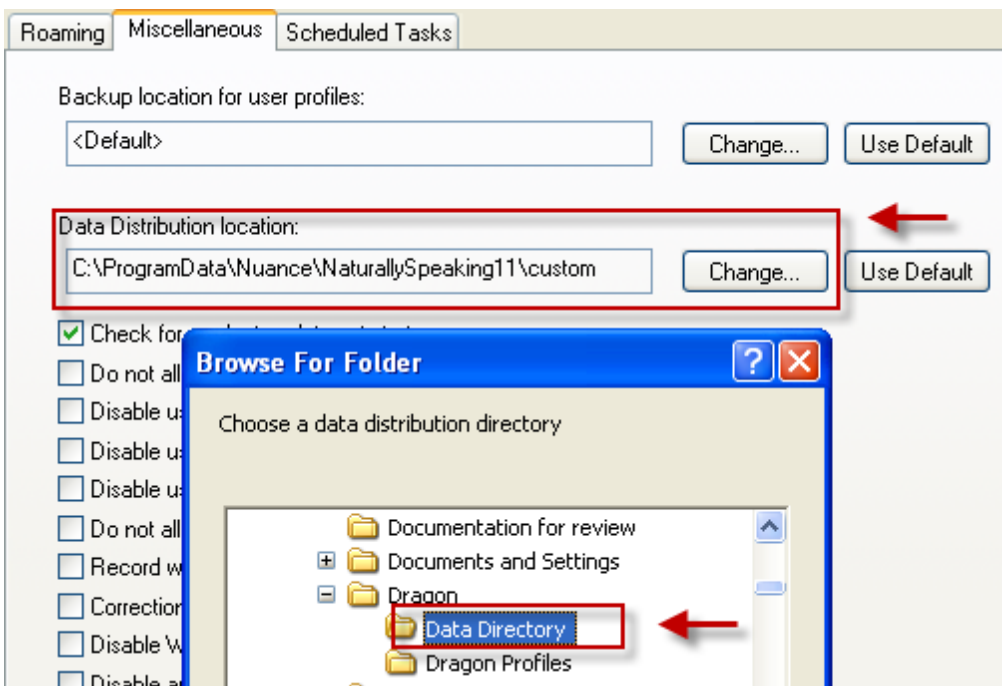 Roaming Miscellaneous Scheduled Tasks
Backup location for user profiles:
<Default> Change... Use Default
Data Distribution location:
C:\ProgramData\Nuance\NaturallySpeaking11\custom Change... Use Default
Check for
Do not all
Disable
Disable
Disable
Do not all
Record w
Correction
Disable
Disable
Browse For Folder
Choose a data distribution directory
Documentation for review
Documents and Settings
Dragon
Data Directory
Dragon Profiles